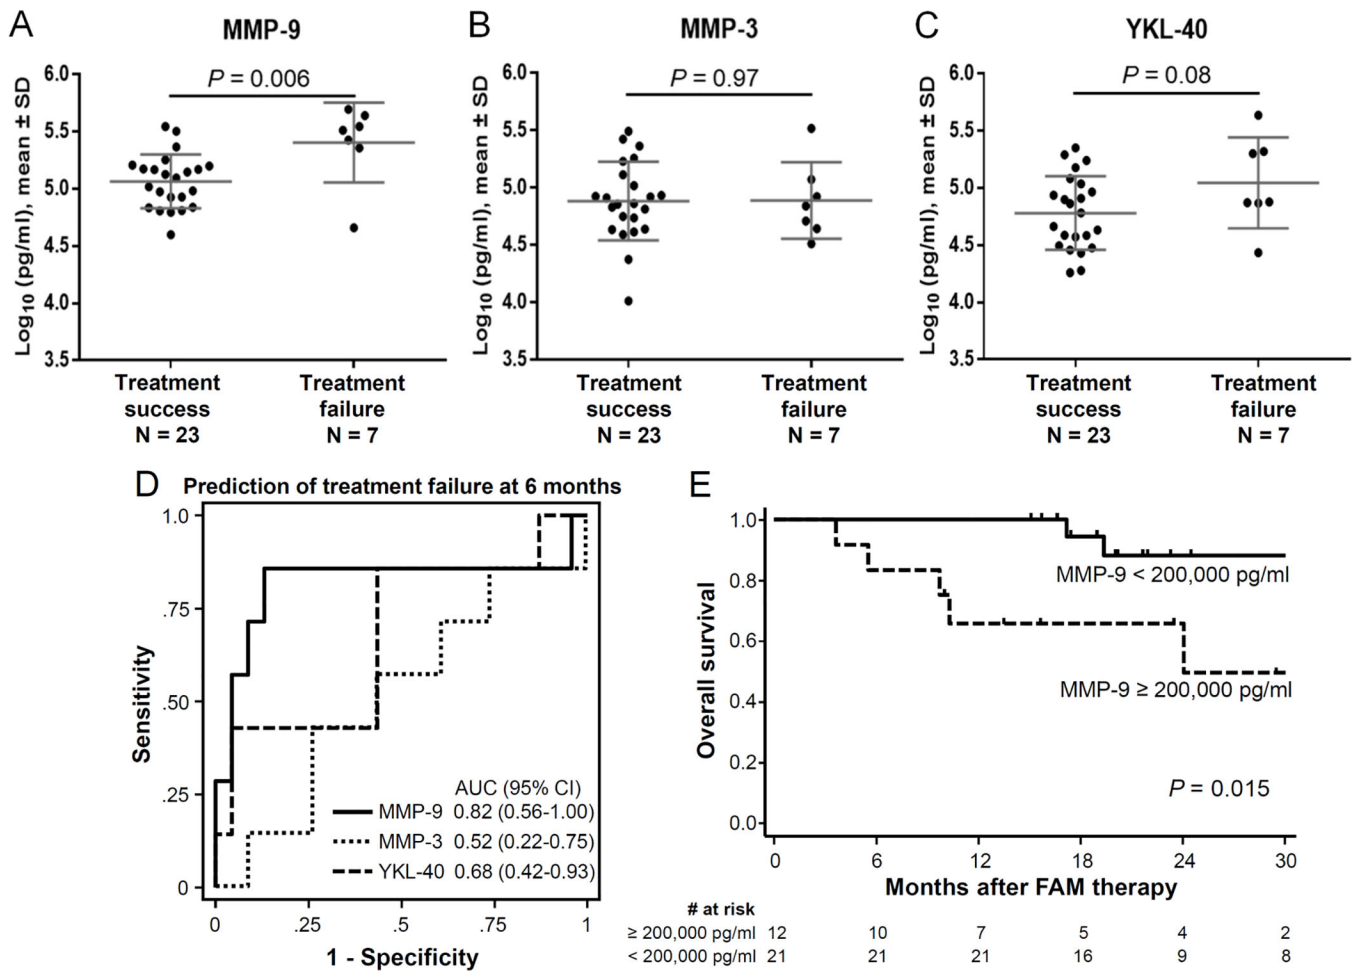 A
MMP-9
Log10 (pg/ml), mean ± SD
6.0
5.5
5.0
4.5
4.0
3.5
P = 0.006
Treatment success N = 23
Treatment failure N = 7
B
MMP-3
Log10 (pg/ml), mean ± SD
6.0
5.5
5.0
4.5
4.0
3.5
P = 0.97
Treatment success N = 23
Treatment failure N = 7
C
YKL-40
Log10 (pg/ml), mean ± SD
6.0
5.5
5.0
4.5
4.0
3.5
P = 0.08
Treatment success N = 23
Treatment failure N = 7
D
Prediction of treatment failure at 6 months
Sensitivity
1.0
.75
.50
.25
0
AUC (95% CI)
MMP-9 0.82 (0.56-1.00)
MMP-3 0.52 (0.22-0.75)
YKL-40 0.68 (0.42-0.93)
0 .25 .5 .75 1
1 - Specificity
E
Overall survival
1.0
0.8
0.6
0.4
0.2
0.0
MMP-9 < 200,000 pg/ml
MMP-9 ≥ 200,000 pg/ml
P = 0.015
0 6 12 18 24 30
Months after FAM therapy
# at risk
≥ 200,000 pg/ml 12 10 7 5 4 2
< 200,000 pg/ml 21 21 21 16 9 8